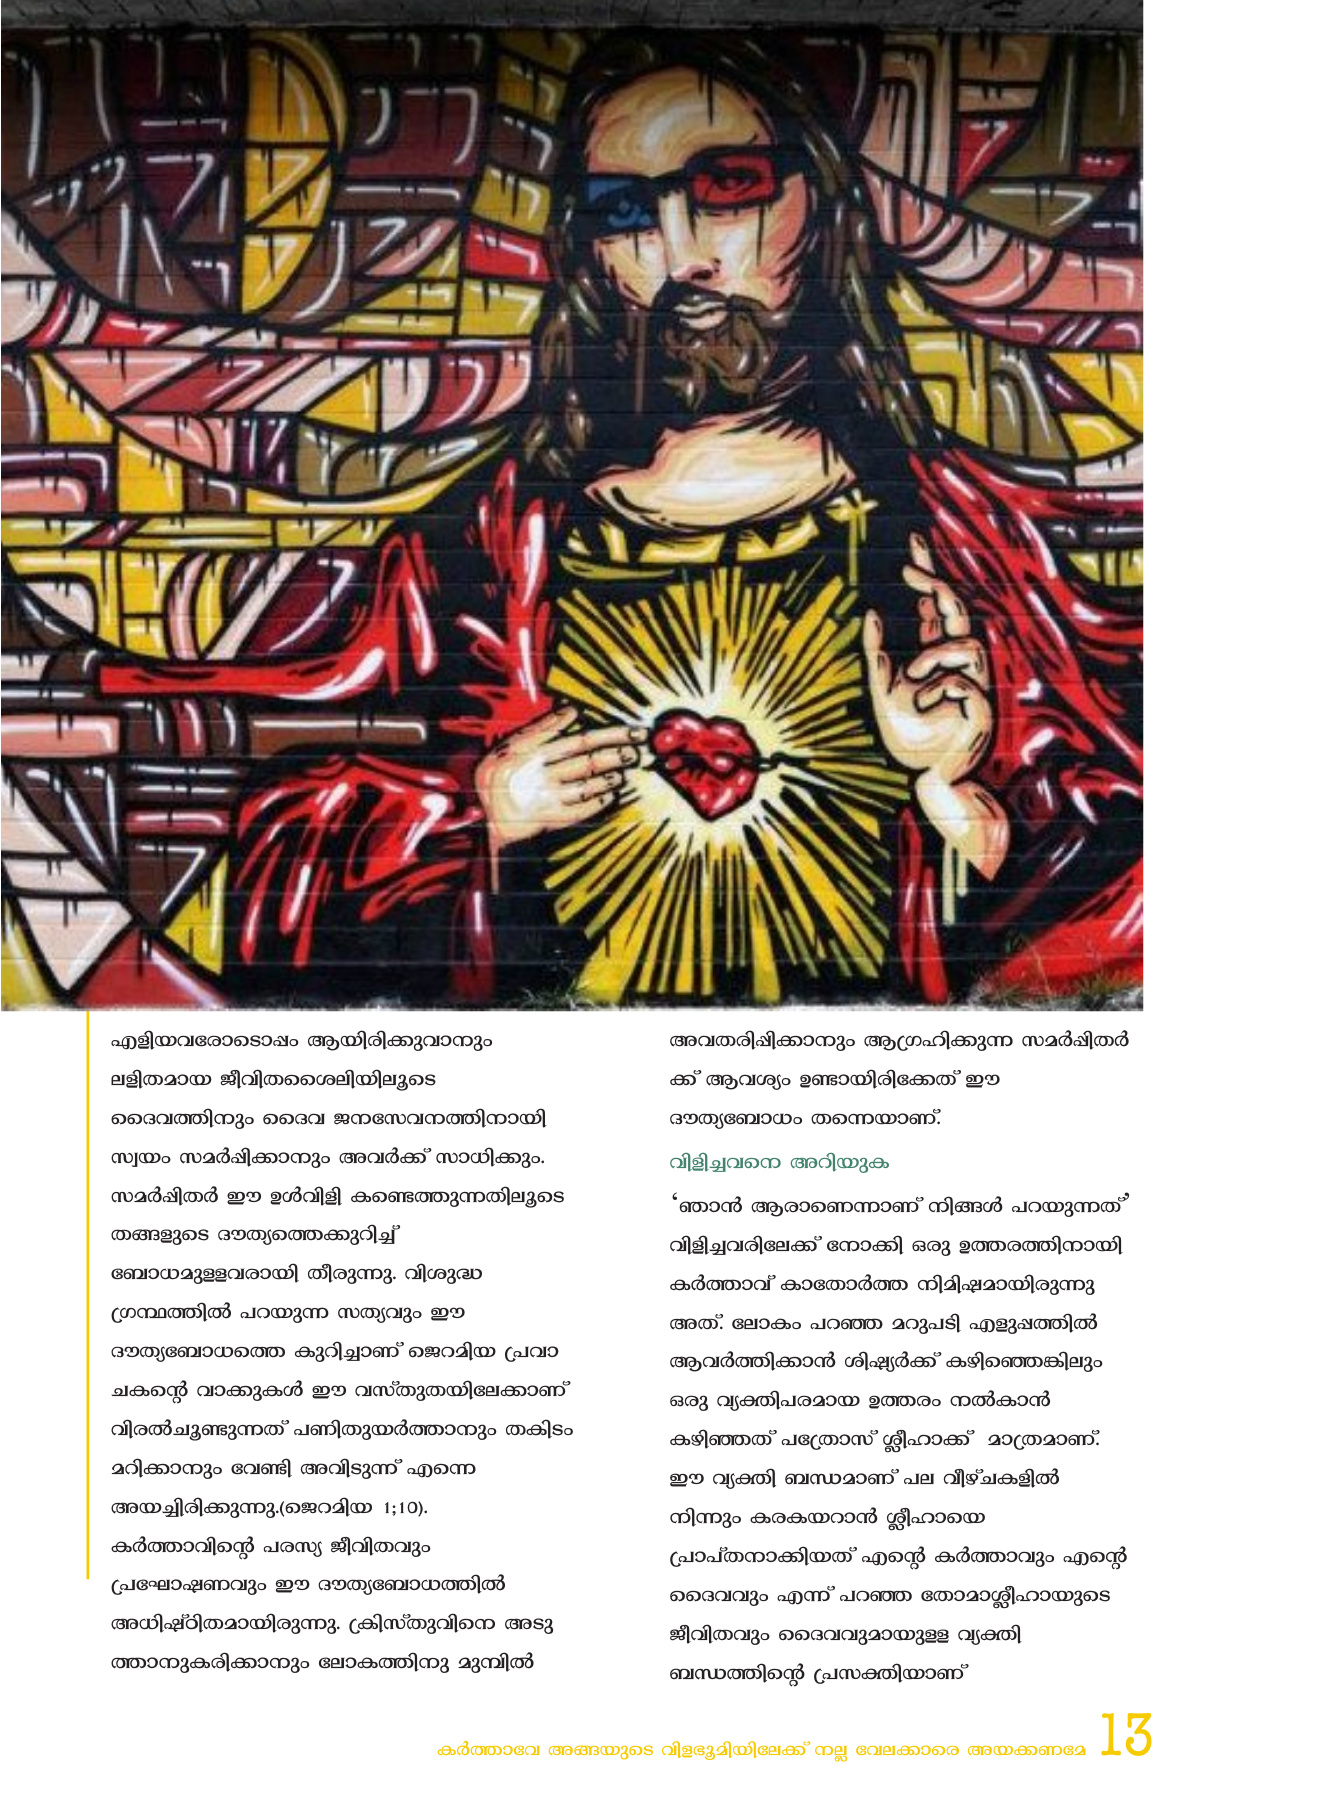 എളിയവരോടൊപ്പം ആയിരിക്കുവാനും
ലളിതമായ ജീവിതശൈലിയിലൂടെ
ദൈവത്തിനും ദൈവ ജനസേവനത്തിനായി
സ്വയം സമർപ്പിക്കാനും അവർക്ക് സാധിക്കും.
സമർപ്പിതർ ഈ ഉൾവിളി കണ്ടെത്തുന്നതിലൂടെ
തങ്ങളുടെ ദൗത്യത്തെക്കുറിച്ച്
ബോധമുളളവരായി തീരുന്നു. വിശുദ്ധ
ഗ്രന്ഥത്തിൽ പറയുന്ന സത്യവും ഈ
ദൗത്യബോധത്തെ കുറിച്ചാണ് ജെറമിയ പ്രവാ
ചകന്റെ വാക്കുകൾ ഈ വസ്തുതയിലേക്കാണ്
വിരൽചൂണ്ടുന്നത് പണിതുയർത്താനും തകിടം
മറിക്കാനും വേണ്ടി അവിടുന്ന് എന്നെ
അയച്ചിരിക്കുന്നു.(ജെറമിയ 1;10).
കർത്താവിന്റെ പരസ്യ ജീവിതവും
പ്രഘോഷണവും ഈ ദൗത്യബോധത്തിൽ
അധിഷ്ഠിതമായിരുന്നു. ക്രിസ്തുവിനെ അടു
ത്താനുകരിക്കാനും ലോകത്തിനു മുമ്പിൽ
അവതരിപ്പിക്കാനും ആഗ്രഹിക്കുന്ന സമർപ്പിതർ
ക്ക് ആവശ്യം ഉണ്ടായിരിക്കേത് ഈ
ദൗത്യബോധം തന്നെയാണ്.
വിളിച്ചവനെ അറിയുക
‘ഞാൻ ആരാണെന്നാണ് നിങ്ങൾ പറയുന്നത്’
വിളിച്ചവരിലേക്ക് നോക്കി ഒരു ഉത്തരത്തിനായി
കർത്താവ് കാതോർത്ത നിമിഷമായിരുന്നു
അത്. ലോകം പറഞ്ഞ മറുപടി എളുപ്പത്തിൽ
ആവർത്തിക്കാൻ ശിഷ്യർക്ക് കഴിഞ്ഞെങ്കിലും
ഒരു വ്യക്തിപരമായ ഉത്തരം നൽകാൻ
കഴിഞ്ഞത് പത്രോസ് ശ്ലീഹാക്ക് മാത്രമാണ്.
ഈ വ്യക്തി ബന്ധമാണ് പല വീഴ്ചകളിൽ
നിന്നും കരകയറാൻ ശ്ലീഹായെ
പ്രാപ്തനാക്കിയത് എന്റെ കർത്താവും എന്റെ
ദൈവവും എന്ന് പറഞ്ഞ തോമാശ്ലീഹായുടെ
ജീവിതവും ദൈവവുമായുളള വ്യക്തി
ബന്ധത്തിന്റെ പ്രസക്തിയാണ്
കർത്താവേ അങ്ങയുടെ വിളഭൂമിയിലേക്ക് നല്ല വേലക്കാരെ അയക്കണമേ 13